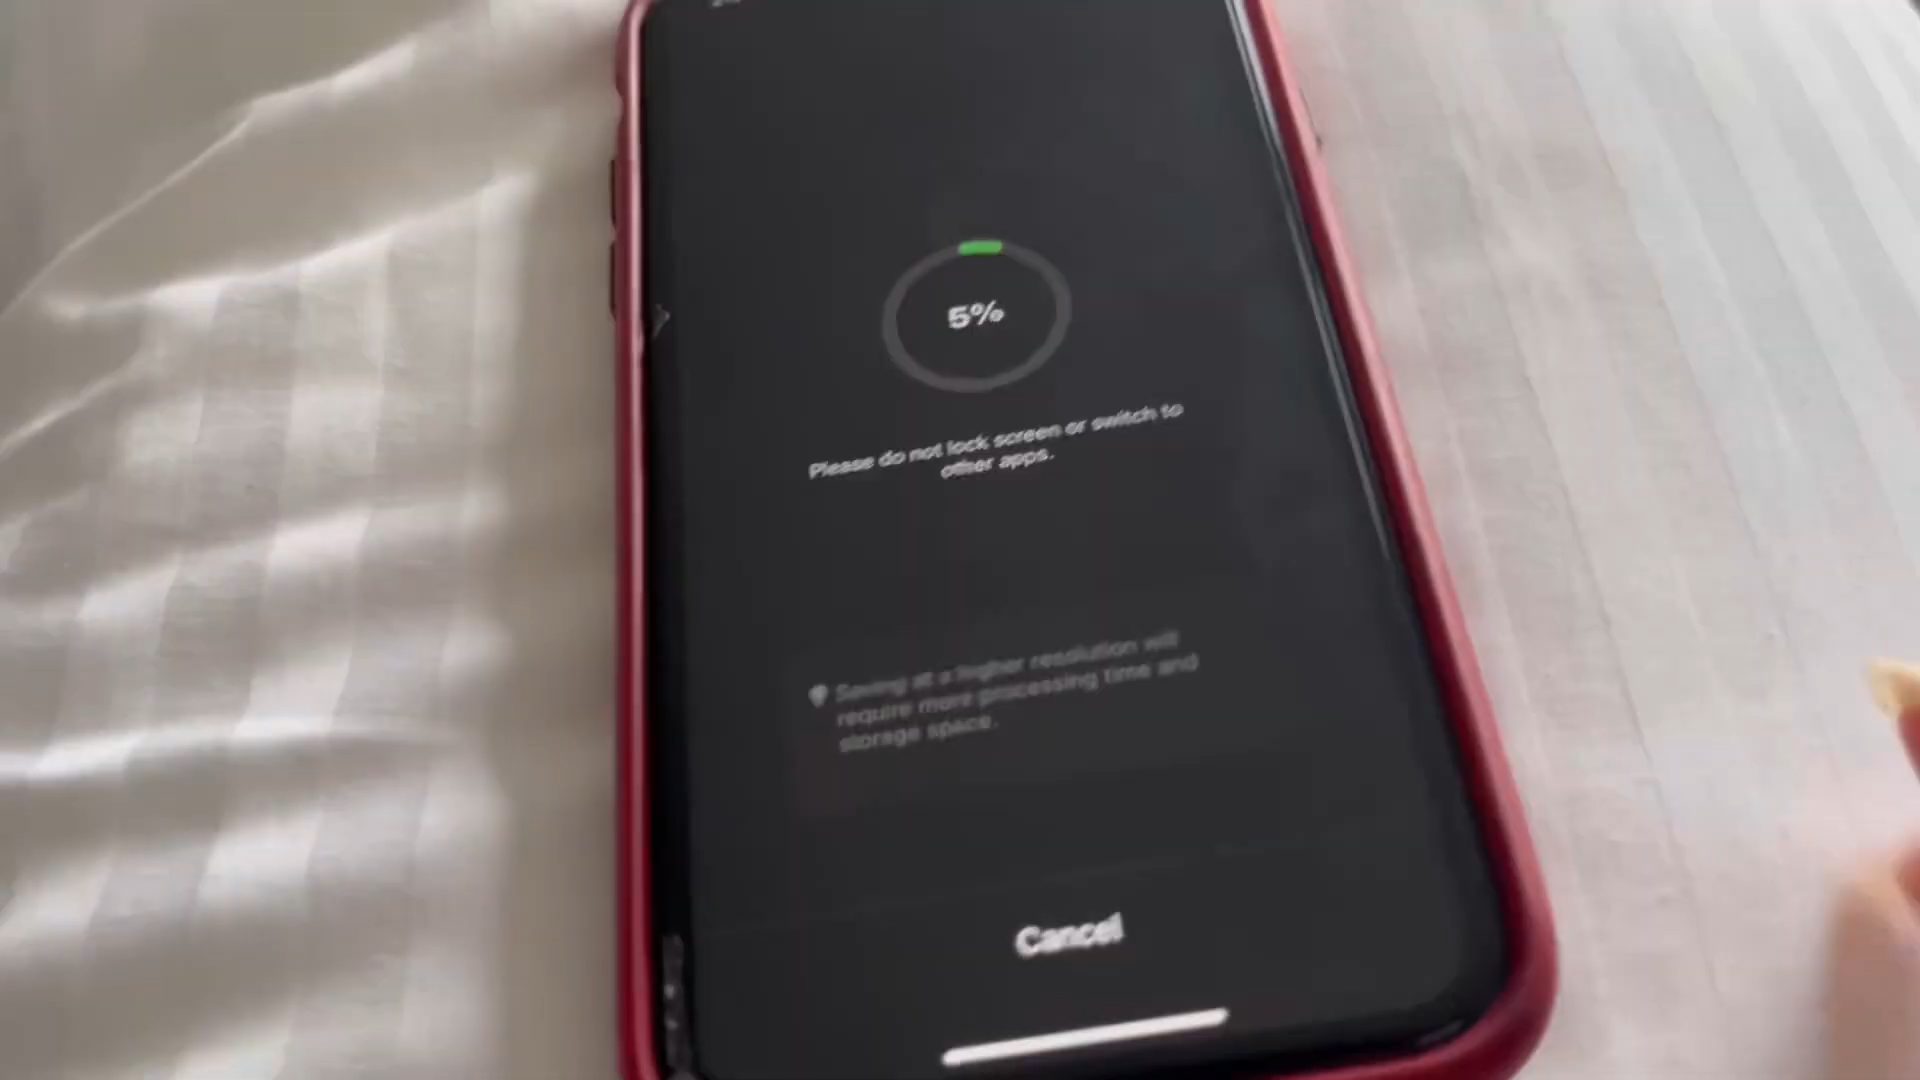 5%
Please do not lock screen or switch to
other apps.
Saving at a higher resolution will
require more processing time and
storage space.
Cancel